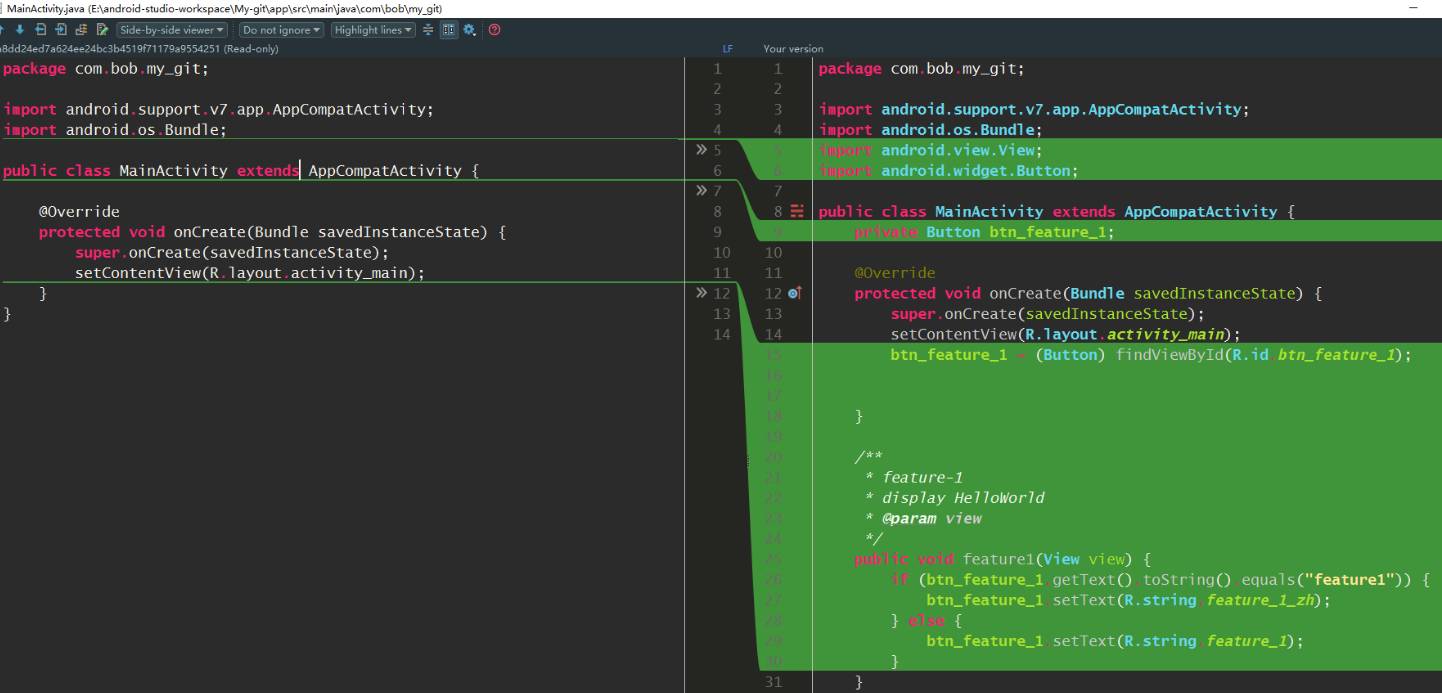 MainActivity.java (E:\android-studio-workspace\My-git\app\src\main\java\com\bob\my_git)
Side-by-side viewer Do not ignore Highlight lines
8dd24ed7a624ee24bc3b4519f71179a9554251 (Read-only) LF Your version
package com.bob.my_git;
import android.support.v7.app.AppCompatActivity;
import android.os.Bundle;
public class MainActivity extends AppCompatActivity {
@Override
protected void onCreate(Bundle savedInstanceState) {
super.onCreate(savedInstanceState);
setContentView(R.layout.activity_main);
}
}
1
2
3
4
5
6
7
8
9
10
11
12
13
14
1 package com.bob.my_git;
2
3 import android.support.v7.app.AppCompatActivity;
4 import android.os.Bundle;
5 import android.view.View;
6 import android.widget.Button;
7
8 public class MainActivity extends AppCompatActivity {
9 private Button btn_feature_1;
10
11 @Override
12 protected void onCreate(Bundle savedInstanceState) {
13 super.onCreate(savedInstanceState);
14 setContentView(R.layout.activity_main);
15 btn_feature_1 = (Button) findViewById(R.id.btn_feature_1);
16
17
18 }
19
20 /**
21 * feature-1
22 * display HelloWorld
23 * @param view
24 */
25 public void feature1(View view) {
26 if (btn_feature_1.getText().toString().equals("feature1")) {
27 btn_feature_1.setText(R.string.feature_1_zh);
28 } else {
29 btn_feature_1.setText(R.string.feature_1);
30 }
31 }